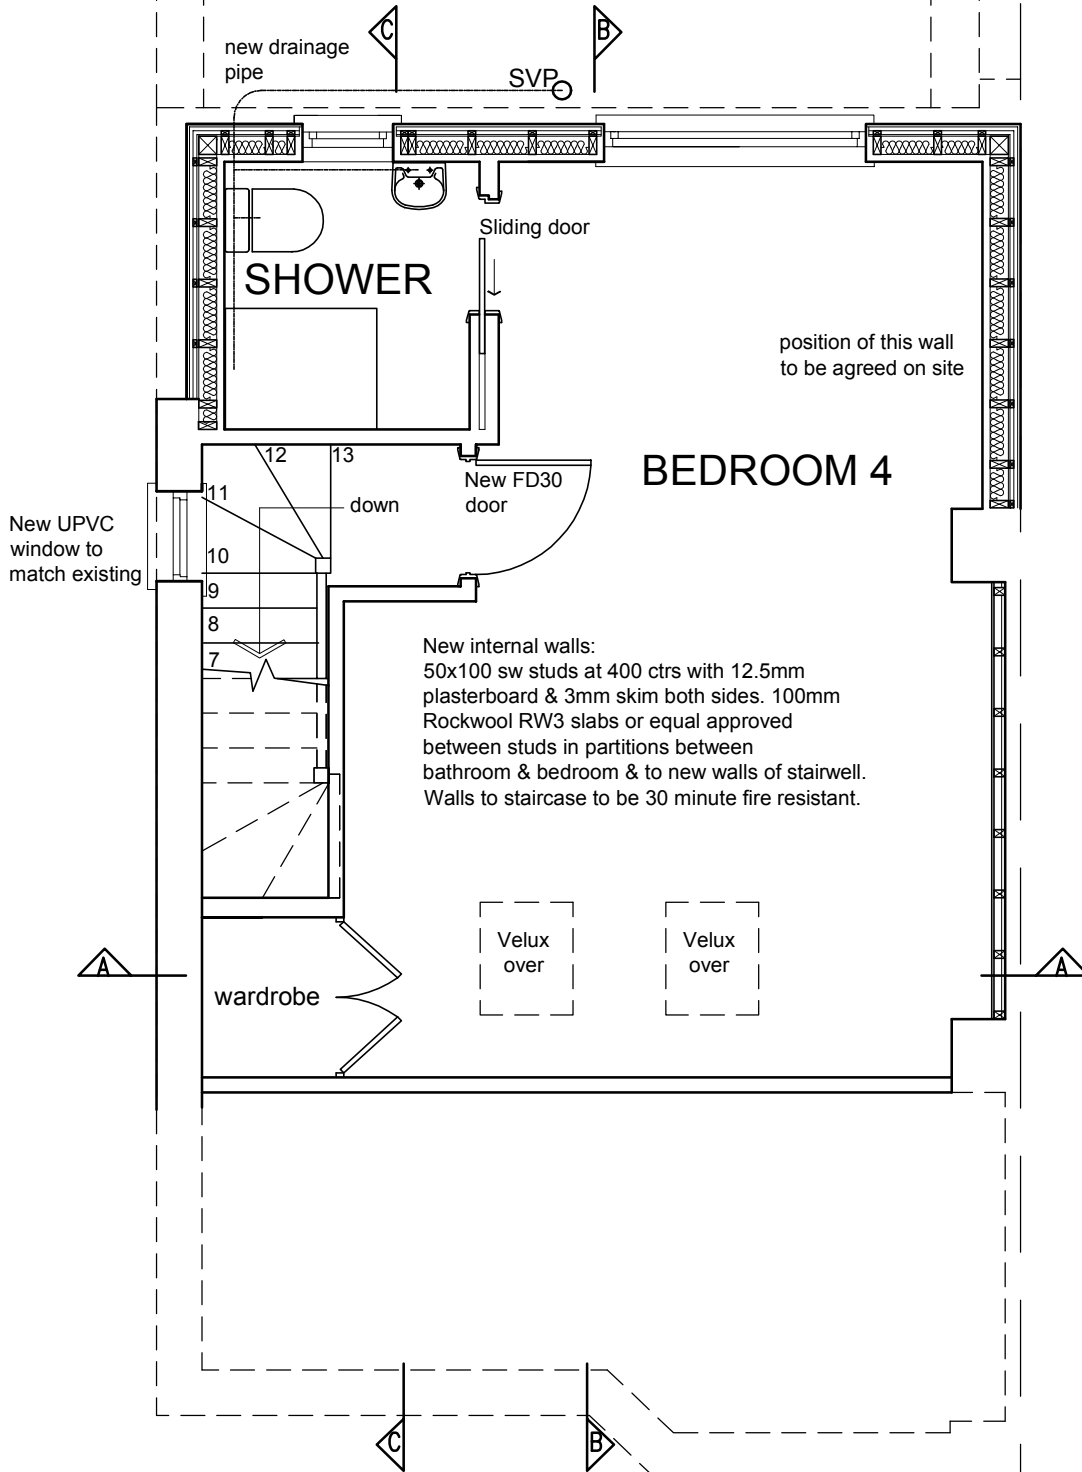 C
B
new drainage
pipe
SVP
Sliding door
SHOWER
position of this wall
to be agreed on site
12
13
BEDROOM 4
New FD30
door
11
down
New UPVC
window to
match existing
10
9
8
7
New internal walls:
50x100 sw studs at 400 ctrs with 12.5mm
plasterboard & 3mm skim both sides. 100mm
Rockwool RW3 slabs or equal approved
between studs in partitions between
bathroom & bedroom & to new walls of stairwell.
Walls to staircase to be 30 minute fire resistant.
Velux
over
Velux
over
A
A
wardrobe
C
B